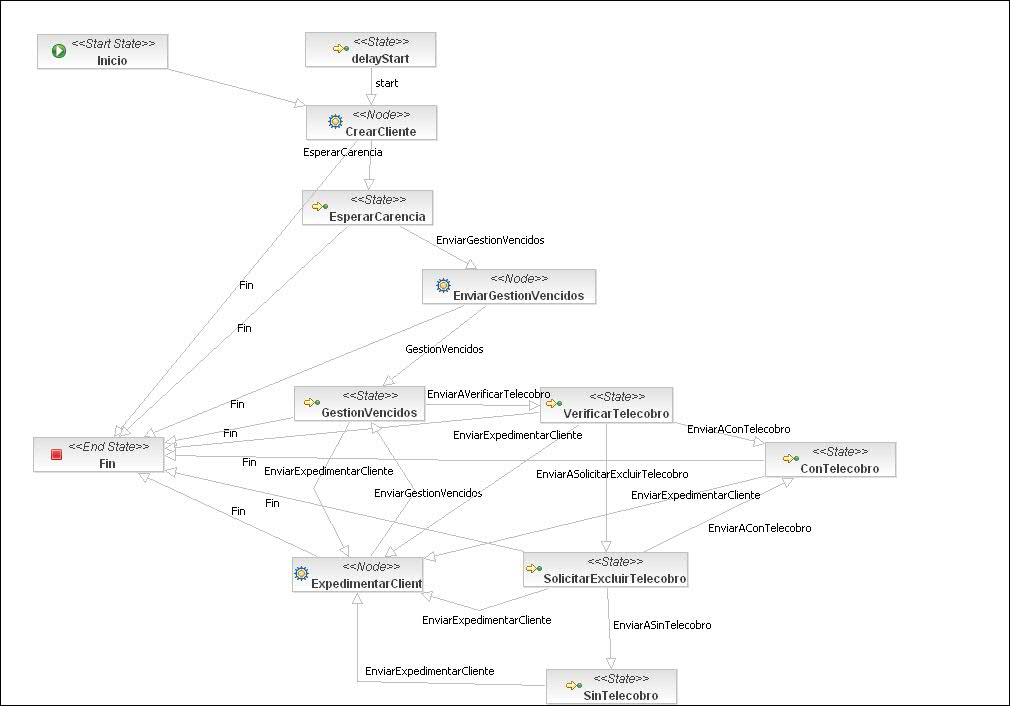 <<Start State>>
Inicio
<<State>>
delayStart
start
<<Node>>
CrearCliente
EsperarCarencia
<<State>>
EsperarCarencia
EnviarGestionVencidos
<<Node>>
EnviarGestionVencidos
Fin
Fin
GestionVencidos
<<State>>
GestionVencidos
EnviarAVerificarTelecobro
<<State>>
VerificarTelecobro
Fin
Fin
EnviarExpedimentarCliente
EnviarAConTelecobro
<<End State>>
Fin
<<State>>
ConTelecobro
Fin
EnviarExpedimentarCliente
EnviarASolicitarExcluirTelecobro
EnviarGestionVencidos
EnviarExpedimentarCliente
Fin
Fin
EnviarAConTelecobro
<<Node>>
ExpedimentarClient
<<State>>
SolicitarExcluirTelecobro
EnviarExpedimentarCliente
EnviarASinTelecobro
EnviarExpedimentarCliente
<<State>>
SinTelecobro